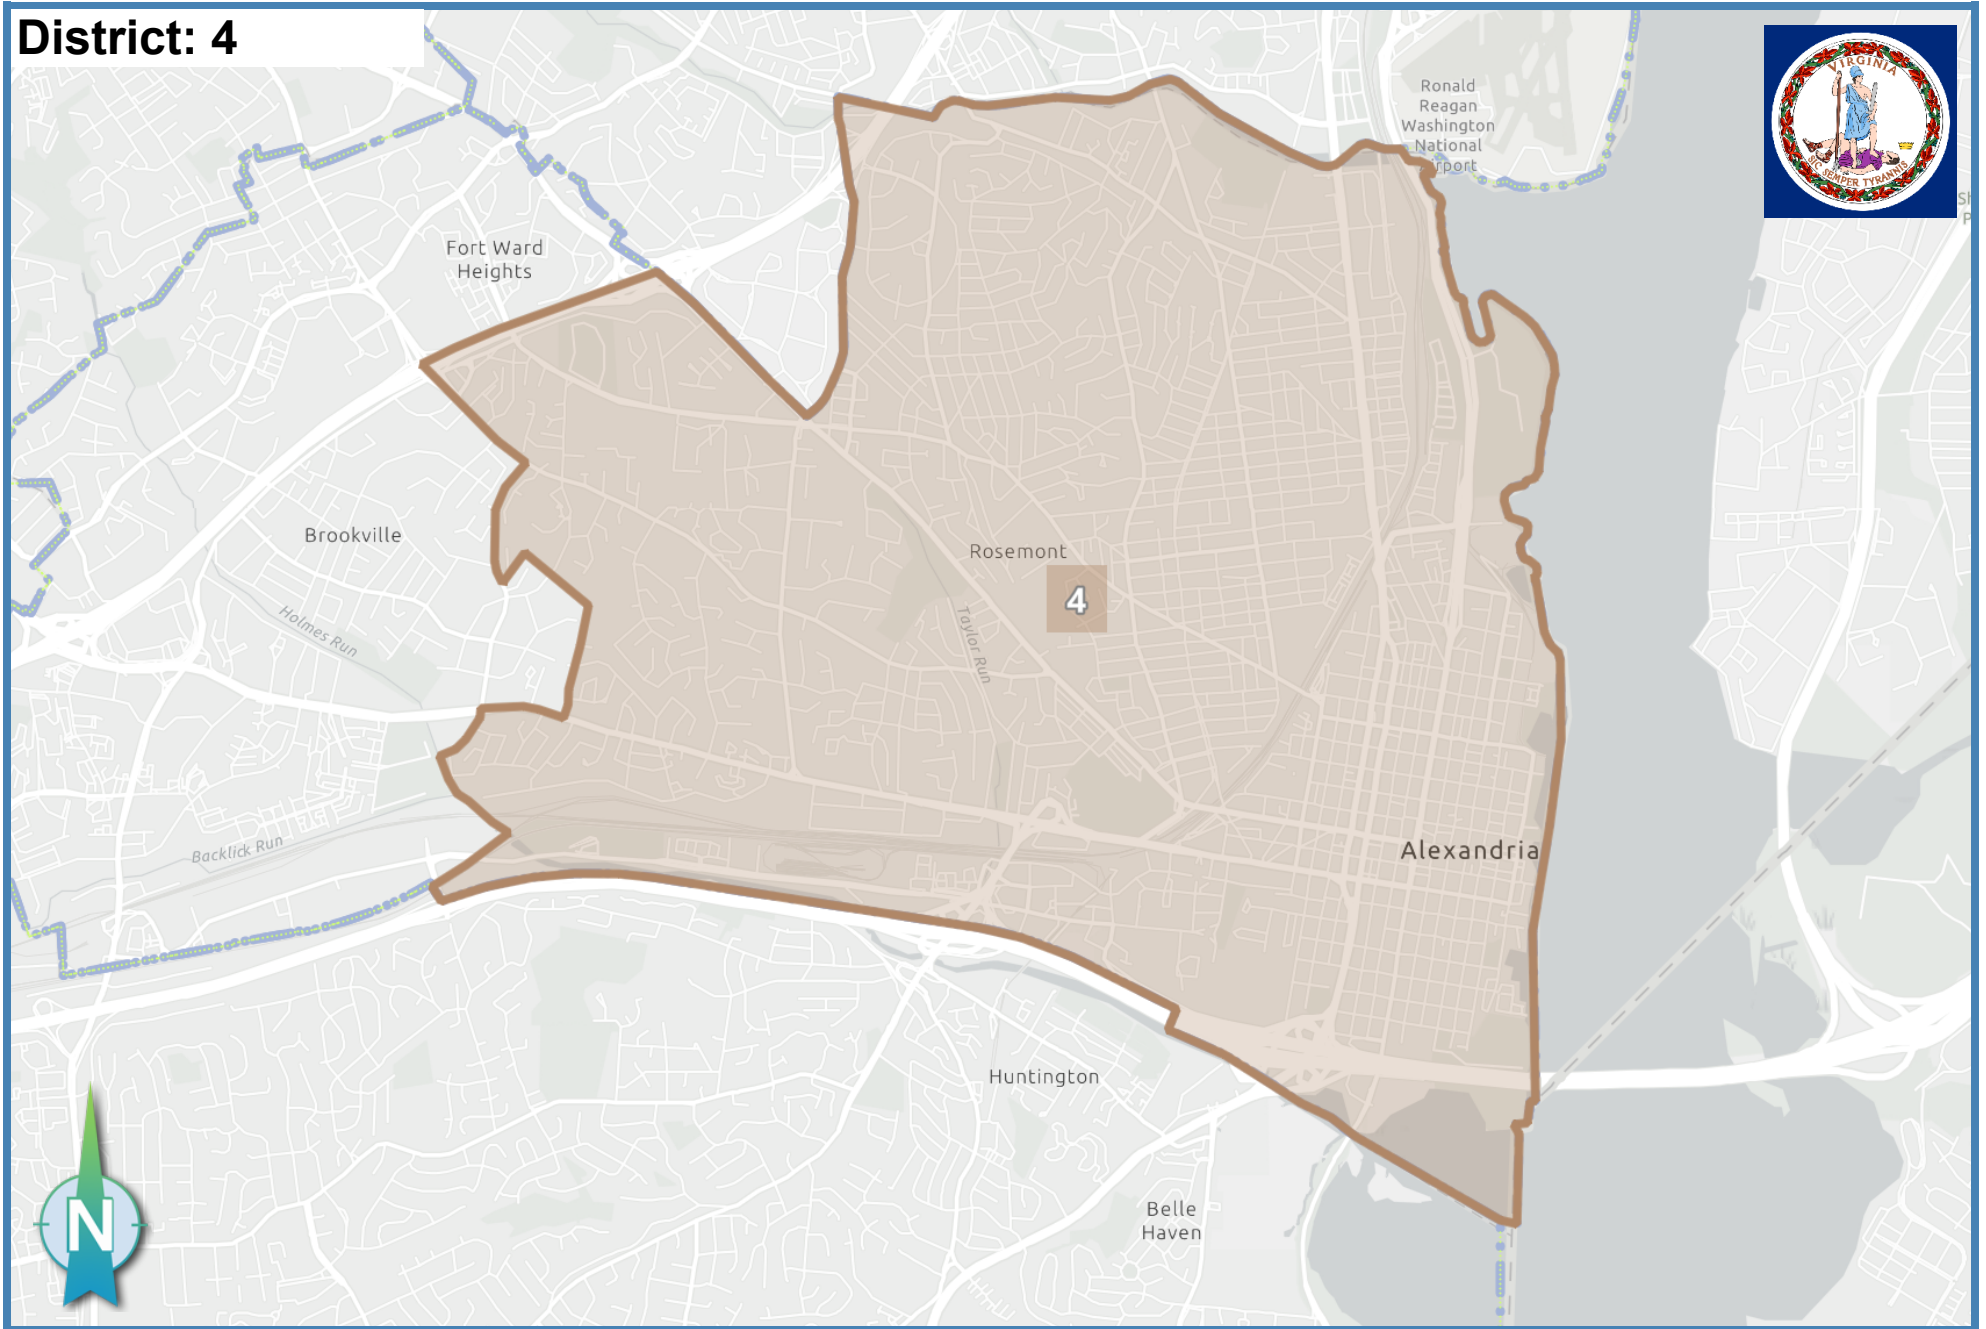 District: 4
Ronald
Reagan
Washington
National
Airport
VIRGINIA
SIC SEMPER TYRANNIS
Fort Ward
Heights
Brookville
Rosemont
4
Holmes Run
Taylor Run
Backlick Run
Alexandria
Huntington
Belle
Haven
N